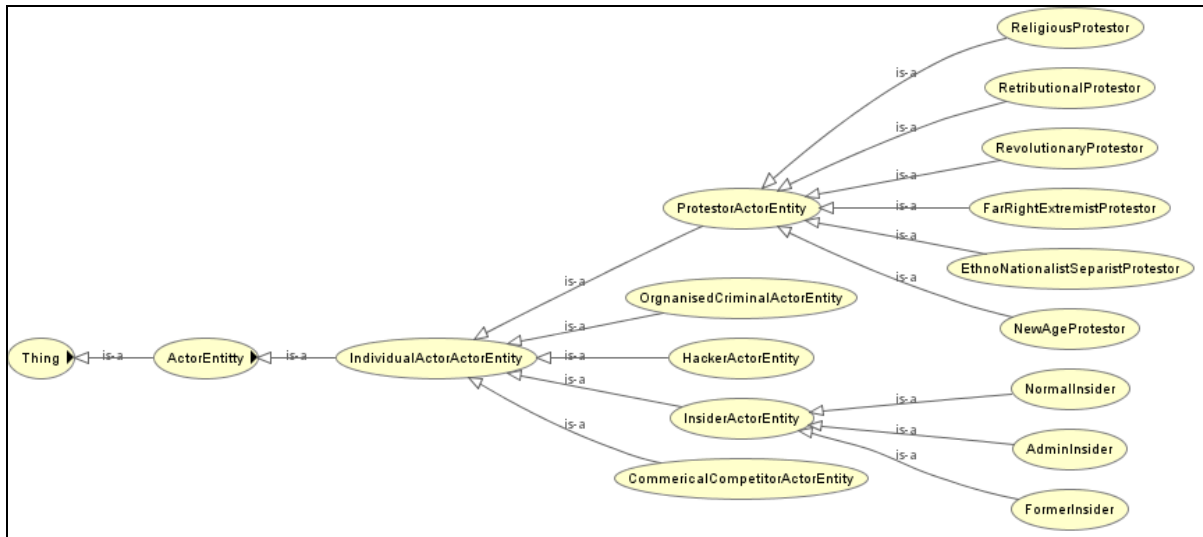 ReligiousProtestor
is-a
RetributionalProtestor
is-a
RevolutionaryProtestor
is-a
ProtestorActorEntity
is-a
FarRightExtremistProtestor
is-a
EthnoNationalistSeparistProtestor
is-a
is-a
NewAgeProtestor
OrgnanisedCriminalActorEntity
is-a
Thing
is-a
ActorEntitty
is-a
IndividualActorActorEntity
is-a
HackerActorEntity
is-a
InsiderActorEntity
is-a
NormalInsider
is-a
AdminInsider
is-a
is-a
CommericalCompetitorActorEntity
FormerInsider